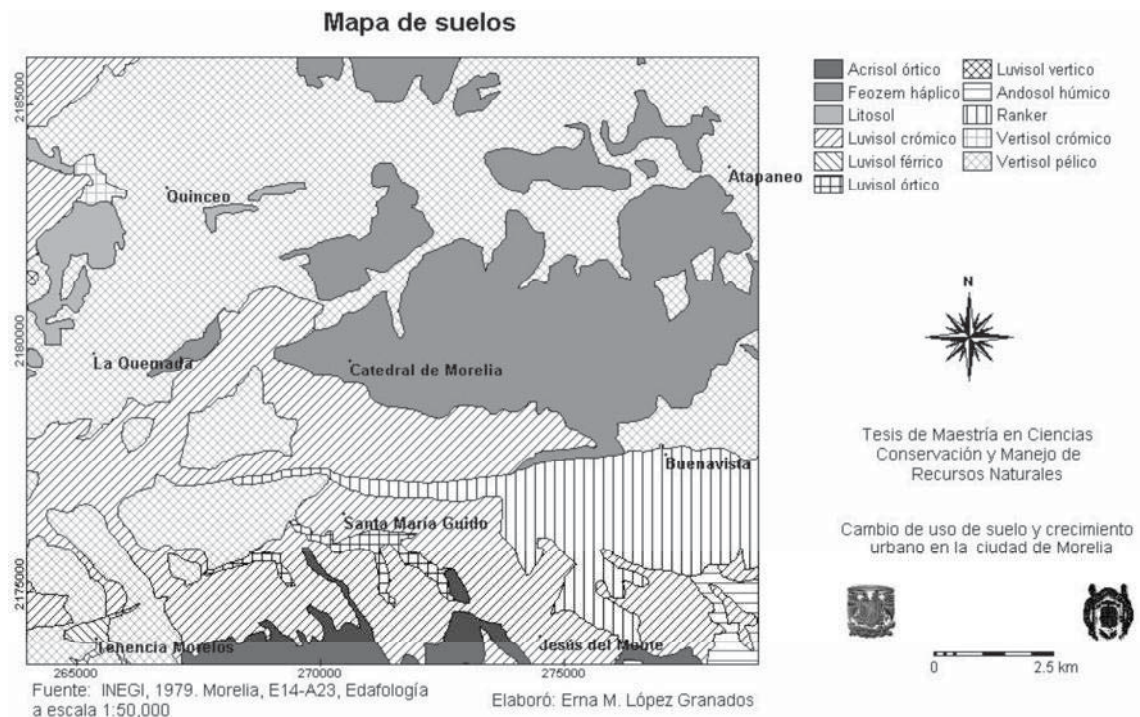 Mapa de suelos
2185000
2180000
2175000
265000
270000
275000
Quinceo
Atapaneo
La Quemada
Catedral de Morelia
Buenavista
Santa María Guido
Tenencia Morelos
Jesús del Monte
Acrisol órtico
Feozem háplico
Litosol
Luvisol crómico
Luvisol férrico
Luvisol órtico
Luvisol vertico
Andosol húmico
Ranker
Vertisol crómico
Vertisol pélico
N
Tesis de Maestría en Ciencias
Conservación y Manejo de
Recursos Naturales
Cambio de uso de suelo y crecimiento
urbano en la ciudad de Morelia
0 2.5 km
Fuente: INEGI, 1979. Morelia, E14-A23, Edafología
a escala 1:50,000
Elaboró: Erna M. López Granados